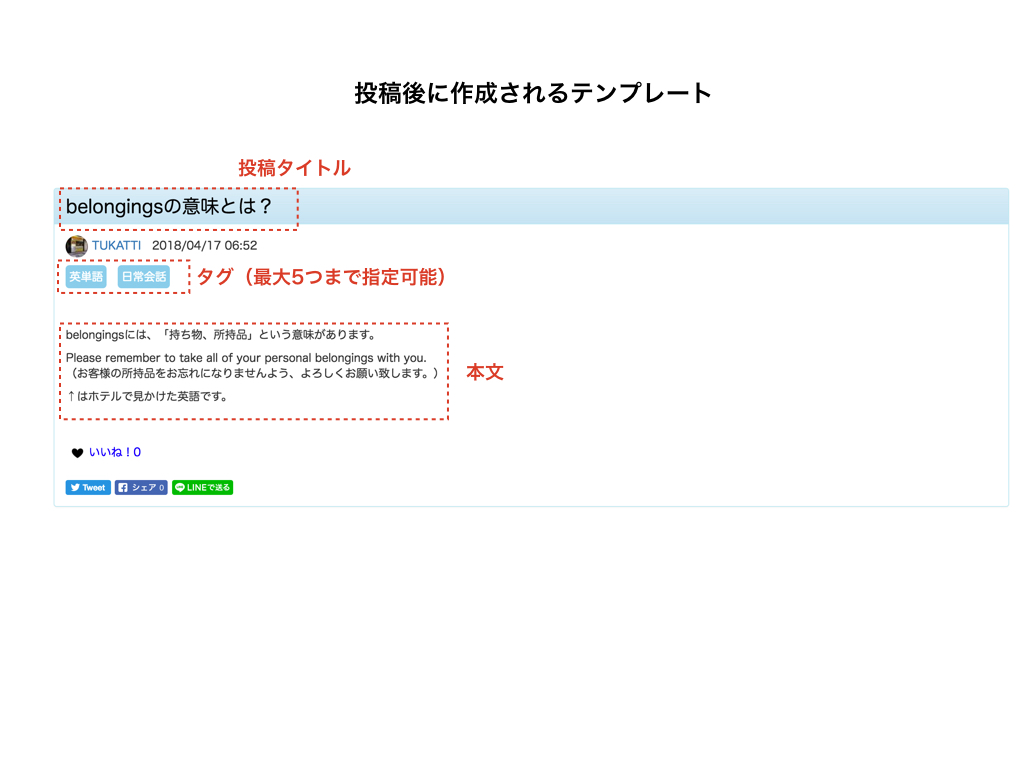 投稿後に作成されるテンプレート
投稿タイトル
belongingsの意味とは？
TUKATTI 2018/04/17 06:52
英単語 日常会話 タグ（最大5つまで指定可能）
belongingsには、「持ち物、所持品」という意味があります。
Please remember to take all of your personal belongings with you.
（お客様の所持品をお忘れになりませんよう、よろしくお願い致します。）
本文
↑はホテルで見かけた英語です。
いいね！0
Tweet シェア 0 LINEで送る